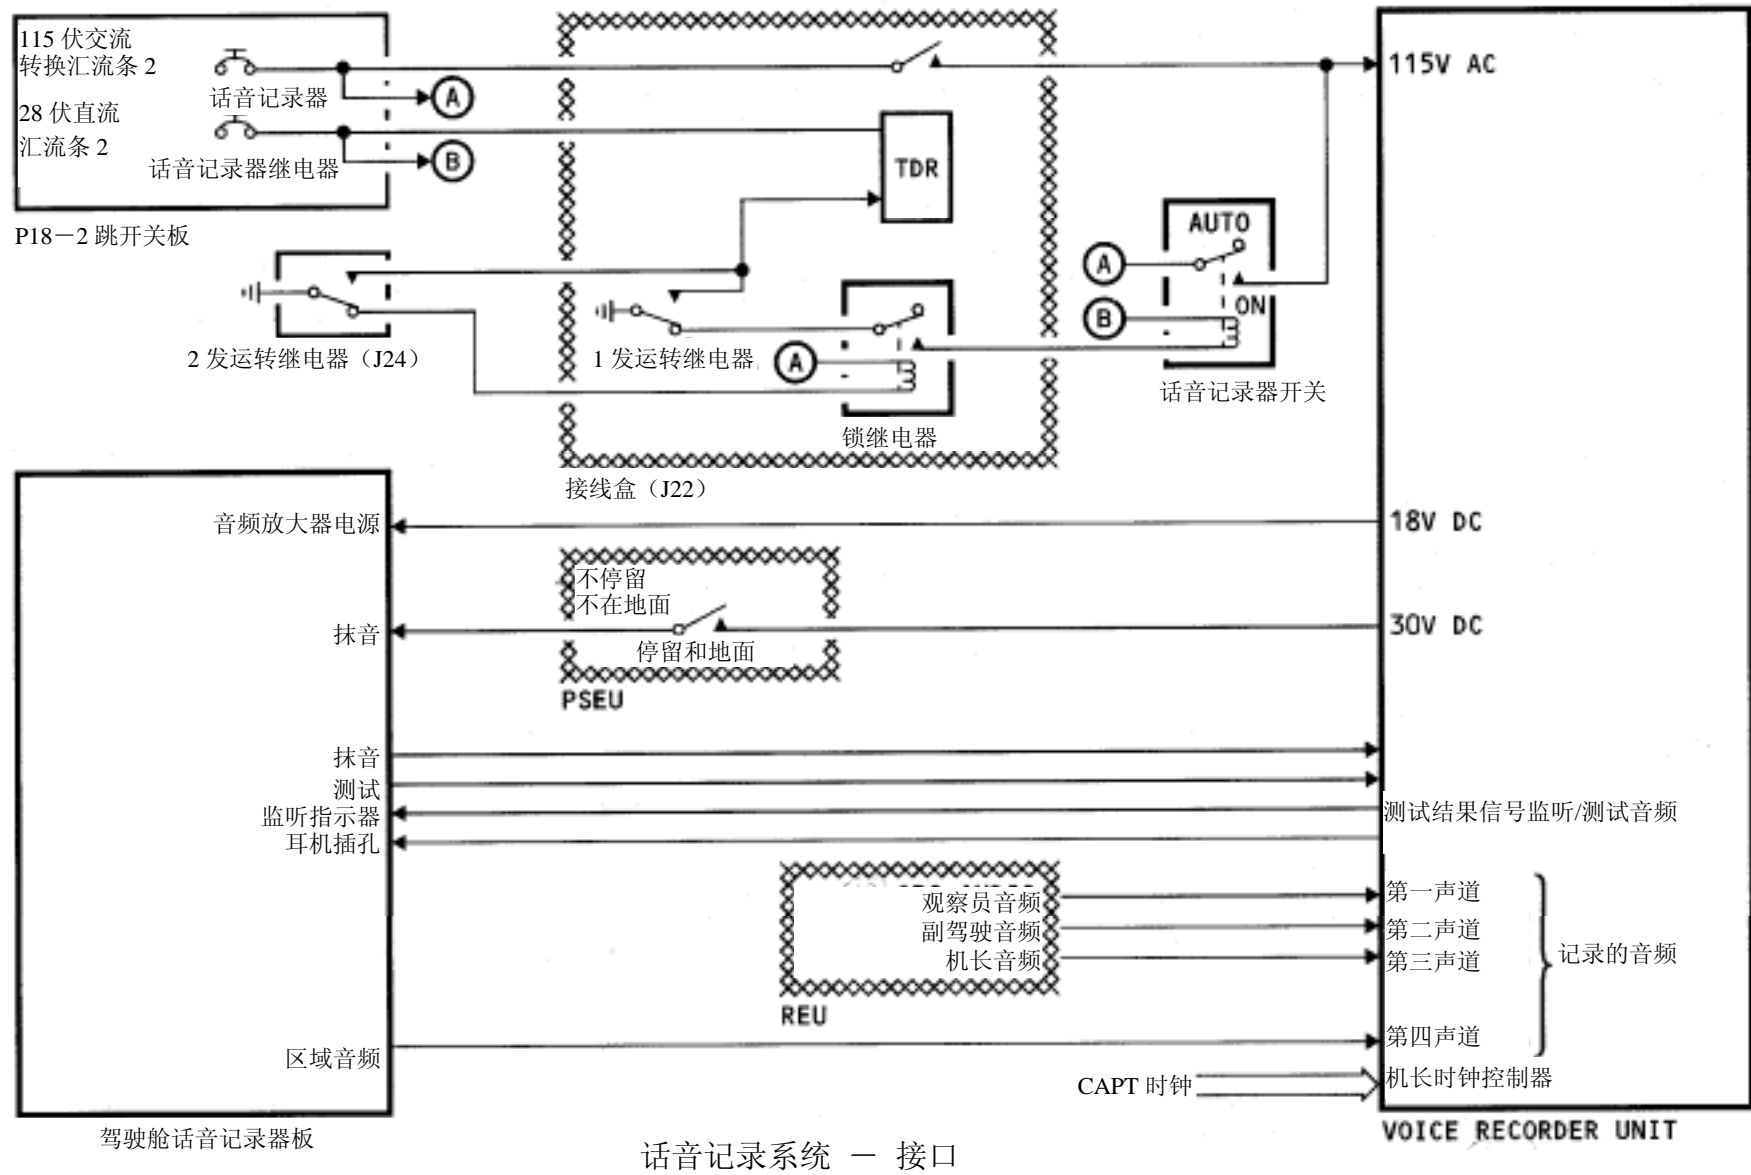 115 伏交流
转换汇流条 2
话音记录器
A
28 伏直流
汇流条 2
话音记录器继电器
B
P18－2 跳开关板
115V AC
TDR
AUTO
A
ON
B
话音记录器开关
2 发运转继电器（J24）
1 发运转继电器
A
锁继电器
接线盒（J22）
音频放大器电源
18V DC
不停留
不在地面
停留和地面
抹音
30V DC
PSEU
抹音
测试
监听指示器
测试结果信号监听/测试音频
耳机插孔
观察员音频
第一声道
副驾驶音频
第二声道
机长音频
第三声道
记录的音频
REU
区域音频
第四声道
CAPT 时钟
机长时钟控制器
驾驶舱话音记录器板
VOICE RECORDER UNIT
话音记录系统 － 接口